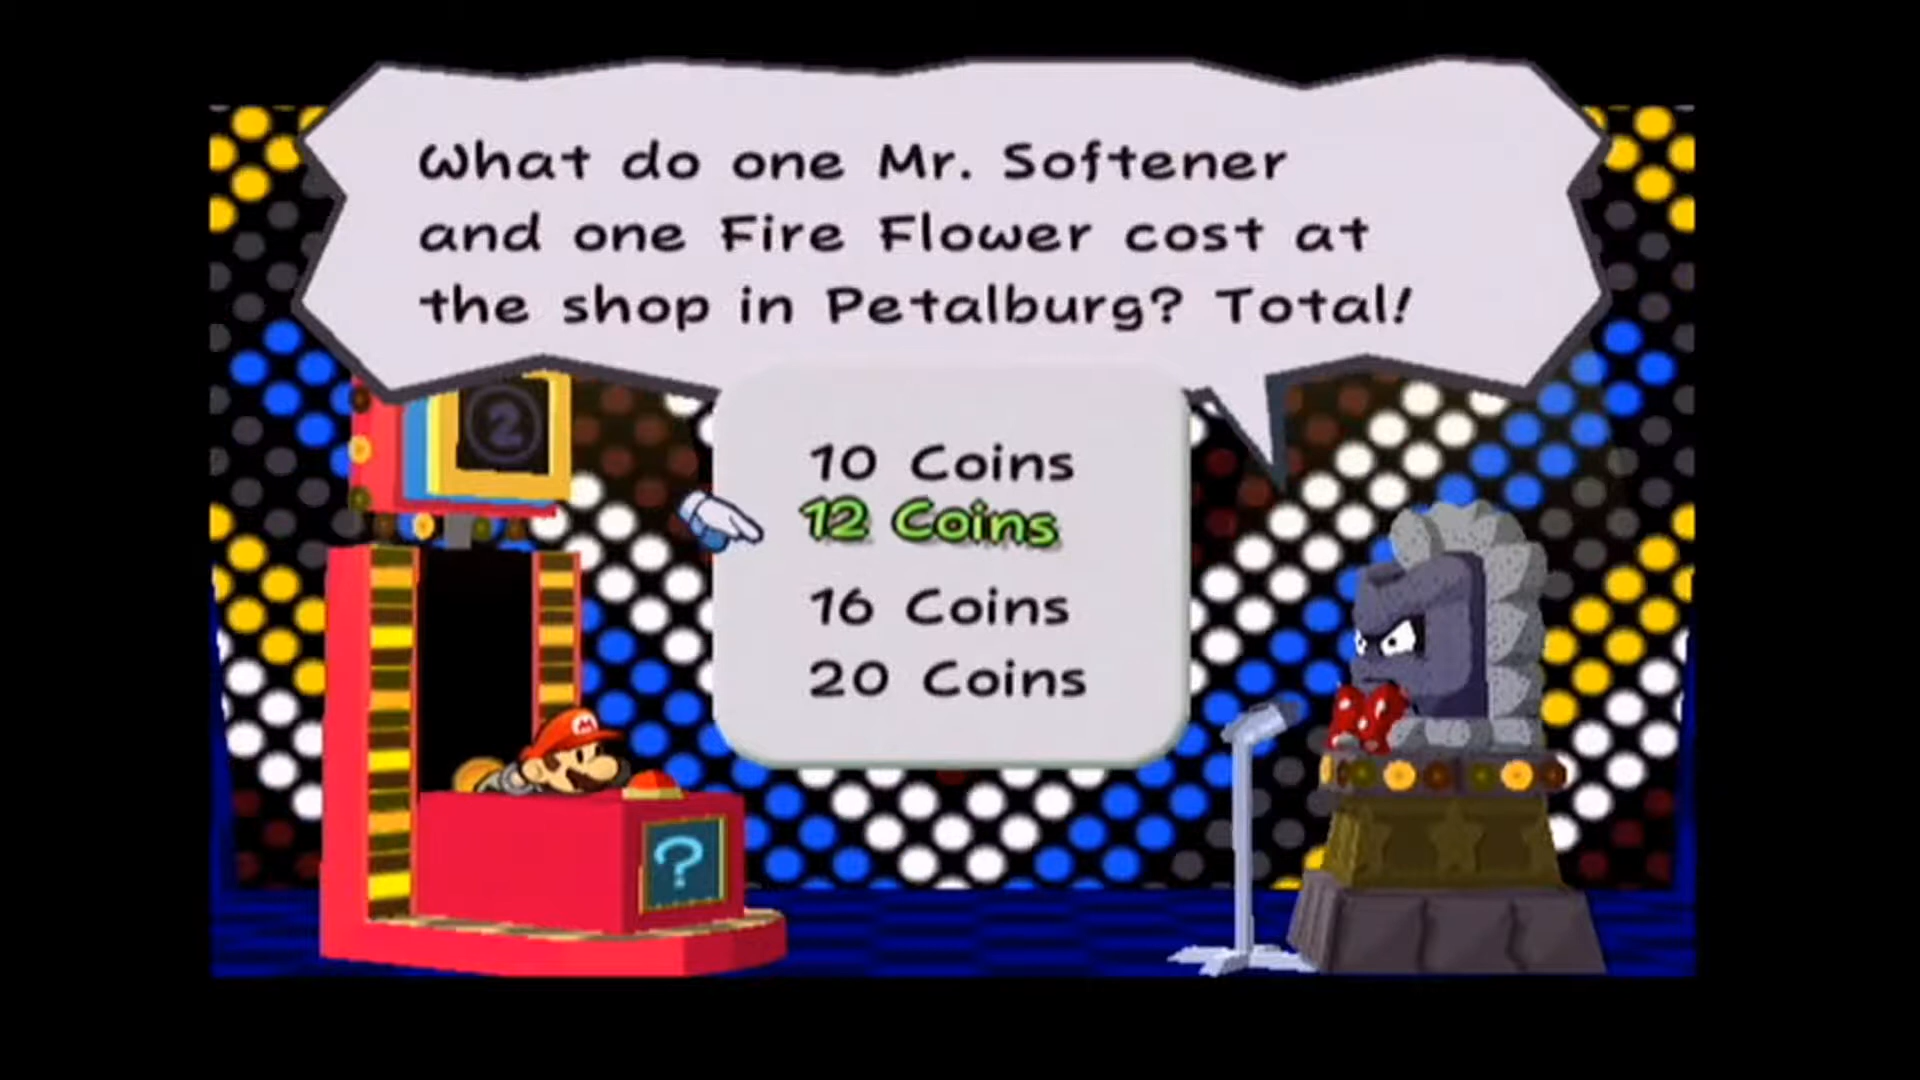 What do one Mr. Softener
and one Fire Flower cost at
the shop in Petalburg? Total!
2
10 Coins
12 Coins
16 Coins
20 Coins
M
?